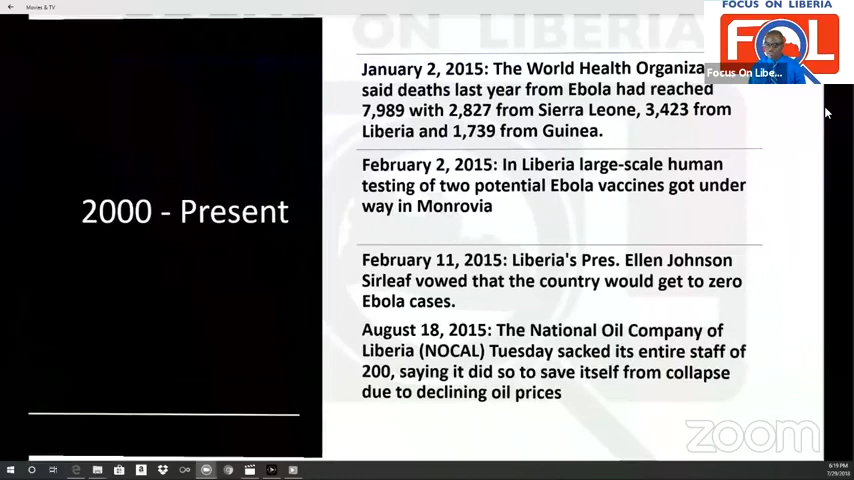 Movies & TV
FOCUS ON LIBERIA
ON LIBERIA
FOL
Focus On Libe...
January 2, 2015: The World Health Organiza
said deaths last year from Ebola had reached
7,989 with 2,827 from Sierra Leone, 3,423 from
Liberia and 1,739 from Guinea.
February 2, 2015: In Liberia large-scale human
testing of two potential Ebola vaccines got under
way in Monrovia
2000 - Present
February 11, 2015: Liberia's Pres. Ellen Johnson
Sirleaf vowed that the country would get to zero
Ebola cases.
August 18, 2015: The National Oil Company of
Liberia (NOCAL) Tuesday sacked its entire staff of
200, saying it did so to save itself from collapse
due to declining oil prices
zoom
6:19 PM
7/29/2018